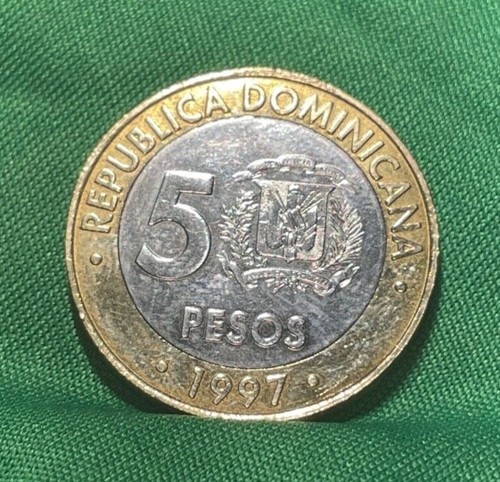 · REPUBLICA DOMINICANA ·
5
PESOS
· 1997 ·